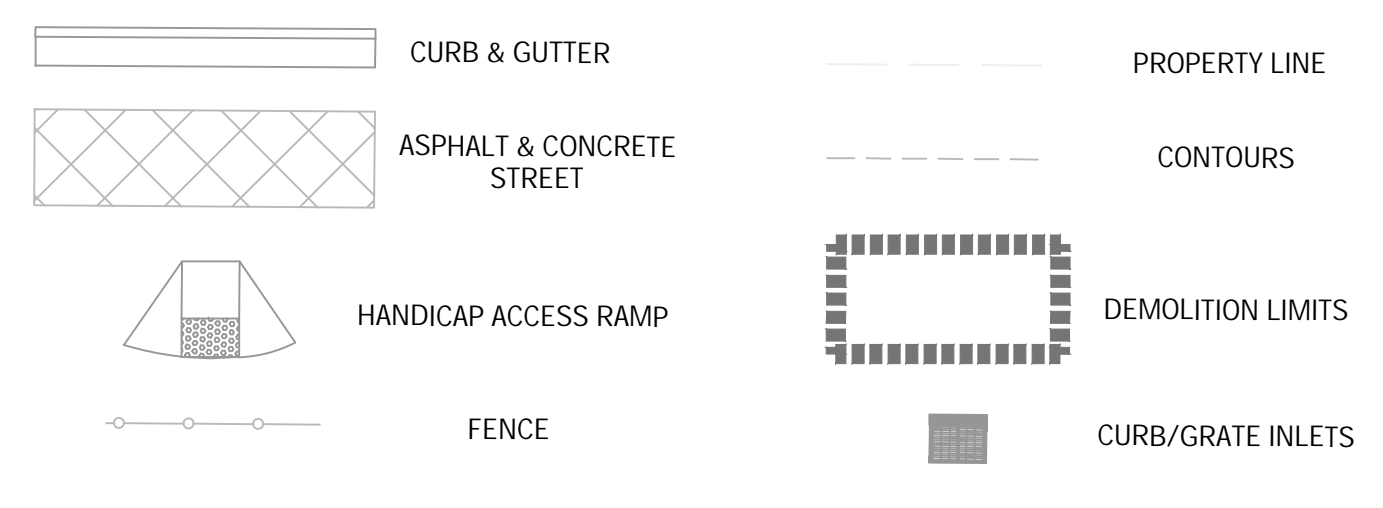 CURB & GUTTER
ASPHALT & CONCRETE
STREET
HANDICAP ACCESS RAMP
FENCE
PROPERTY LINE
CONTOURS
DEMOLITION LIMITS
CURB/GRATE INLETS